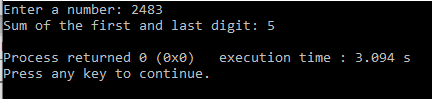 Enter a number: 2483
Sum of the first and last digit: 5
Process returned 0 (0x0)   execution time : 3.094 s
Press any key to continue.